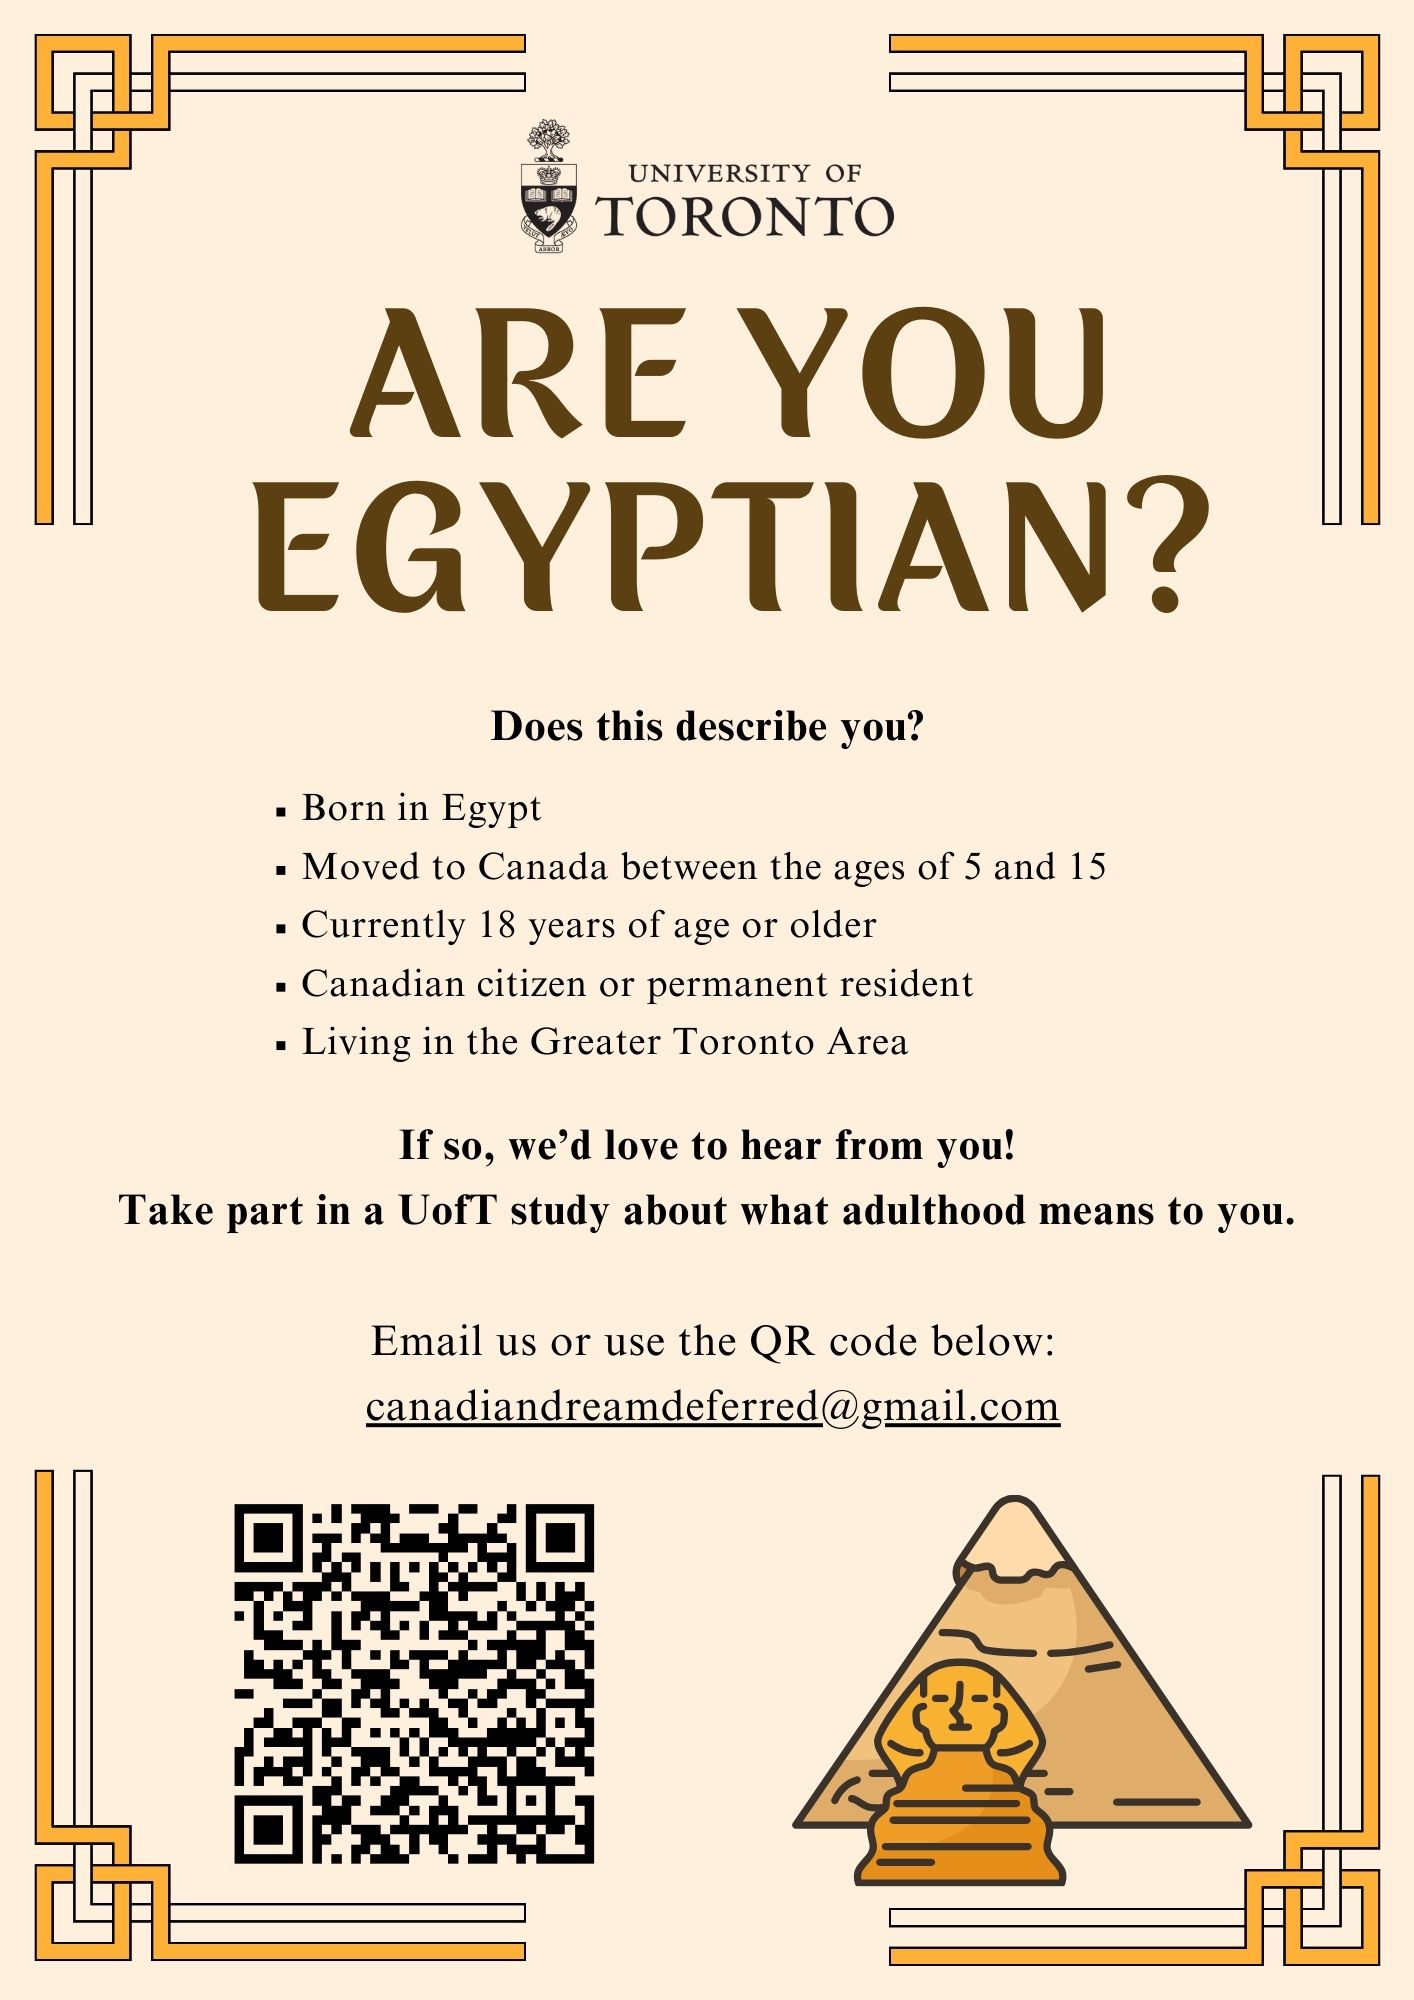 UNIVERSITY OF
TORONTO
VELUT ARBOR ÆVO
ARE YOU
EGYPTIAN?
Does this describe you?
▪ Born in Egypt
▪ Moved to Canada between the ages of 5 and 15
▪ Currently 18 years of age or older
▪ Canadian citizen or permanent resident
▪ Living in the Greater Toronto Area
If so, we’d love to hear from you!
Take part in a UofT study about what adulthood means to you.
Email us or use the QR code below:
canadiandreamdeferred@gmail.com